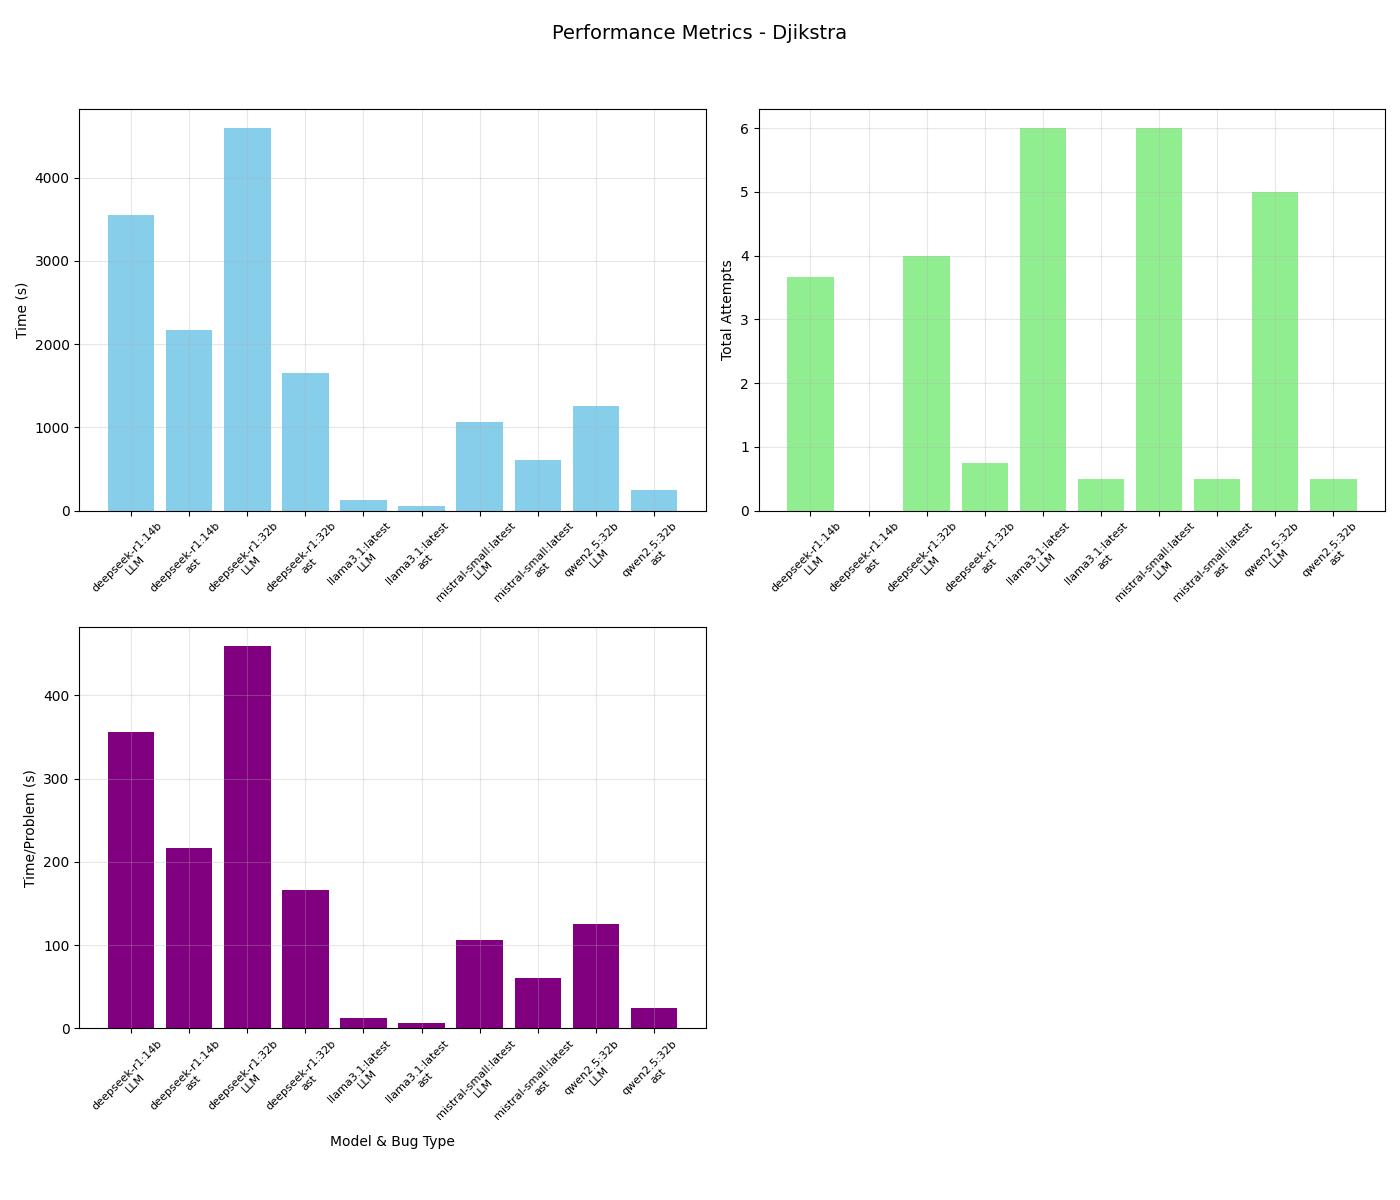 Performance Metrics - Djikstra
Time (s)
4000
3000
2000
1000
0
deepseek-r1:14b
LLM
deepseek-r1:14b
ast
deepseek-r1:32b
LLM
deepseek-r1:32b
ast
llama3.1:latest
LLM
llama3.1:latest
ast
mistral-small:latest
LLM
mistral-small:latest
ast
qwen2.5:32b
LLM
qwen2.5:32b
ast
Total Attempts
6
5
4
3
2
1
0
deepseek-r1:14b
LLM
deepseek-r1:14b
ast
deepseek-r1:32b
LLM
deepseek-r1:32b
ast
llama3.1:latest
LLM
llama3.1:latest
ast
mistral-small:latest
LLM
mistral-small:latest
ast
qwen2.5:32b
LLM
qwen2.5:32b
ast
Time/Problem (s)
400
300
200
100
0
deepseek-r1:14b
LLM
deepseek-r1:14b
ast
deepseek-r1:32b
LLM
deepseek-r1:32b
ast
llama3.1:latest
LLM
llama3.1:latest
ast
mistral-small:latest
LLM
mistral-small:latest
ast
qwen2.5:32b
LLM
qwen2.5:32b
ast
Model & Bug Type